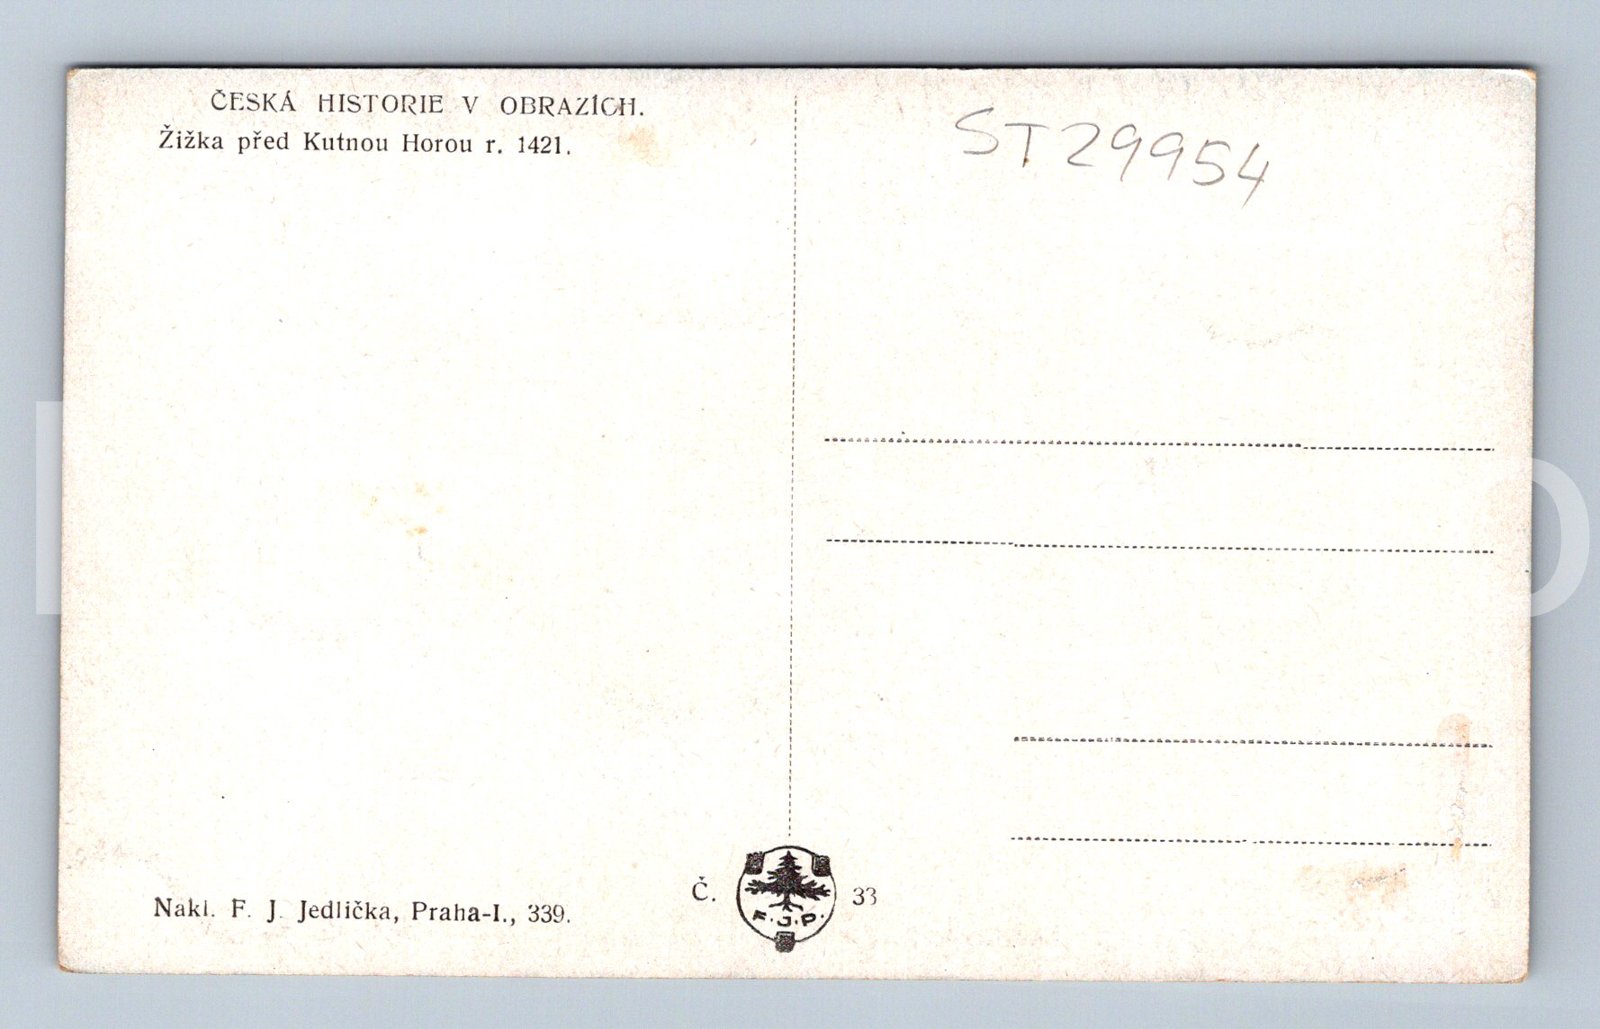 ČESKÁ HISTORIE V OBRAZÍCH.
Žižka před Kutnou Horou r. 1421.
ST29954
Nakl. F. J. Jedlička, Praha-I., 339.
Č. 33
F. J. P.